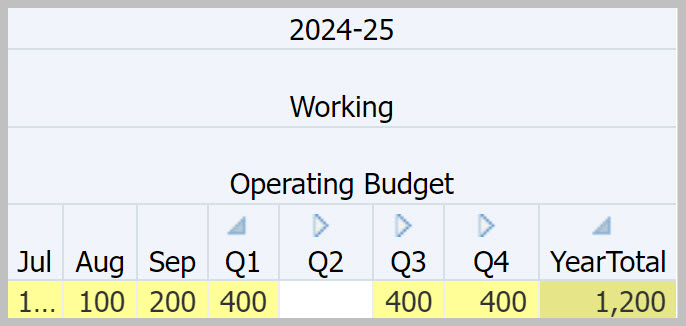 2024-25
Working
Operating Budget
Jul Aug Sep Q1 Q2 Q3 Q4 YearTotal
1... 100 200 400 400 400 1,200